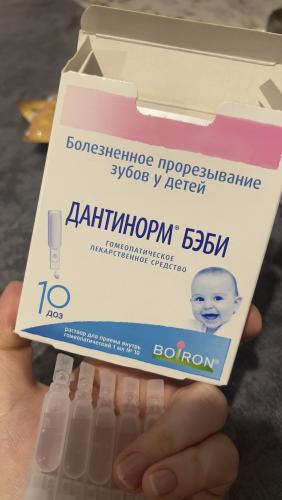 Болезненное прорезывание
зубов у детей
ДАНТИНОРМ® БЭБИ
ГОМЕОПАТИЧЕСКОЕ
ЛЕКАРСТВЕННОЕ СРЕДСТВО
10
доз
раствор для приема внутрь
гомеопатический 1 мл № 10
BOIRON®